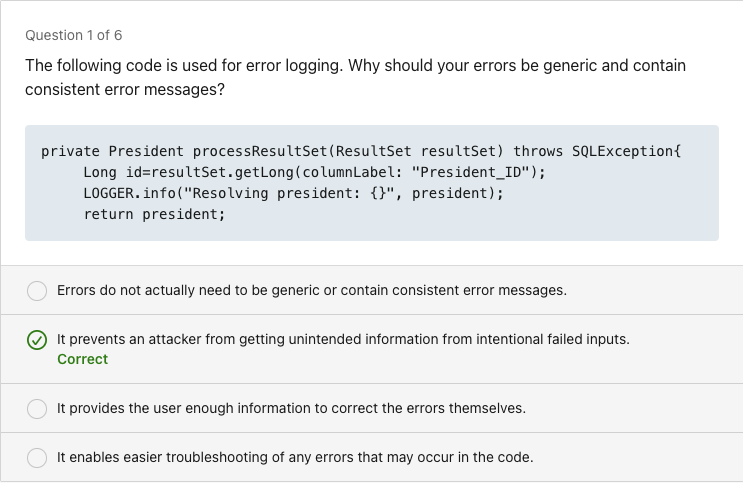 Question 1 of 6
The following code is used for error logging. Why should your errors be generic and contain
consistent error messages?
private President processResultSet(ResultSet resultSet) throws SQLException{
Long id=resultSet.getLong(columnLabel: "President_ID");
LOGGER.info("Resolving president: {}", president);
return president;
Errors do not actually need to be generic or contain consistent error messages.
It prevents an attacker from getting unintended information from intentional failed inputs.
Correct
It provides the user enough information to correct the errors themselves.
It enables easier troubleshooting of any errors that may occur in the code.